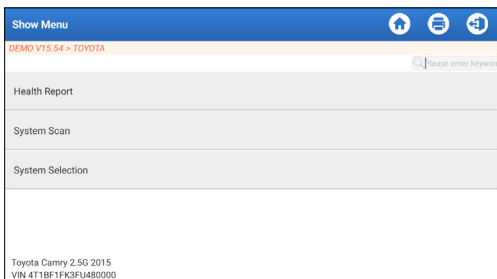 Show Menu
DEMO V15.54 > TOYOTA
Please enter keywor
Health Report
System Scan
System Selection
Toyota Camry 2.5G 2015
VIN 4T1BF1FK3FU480000